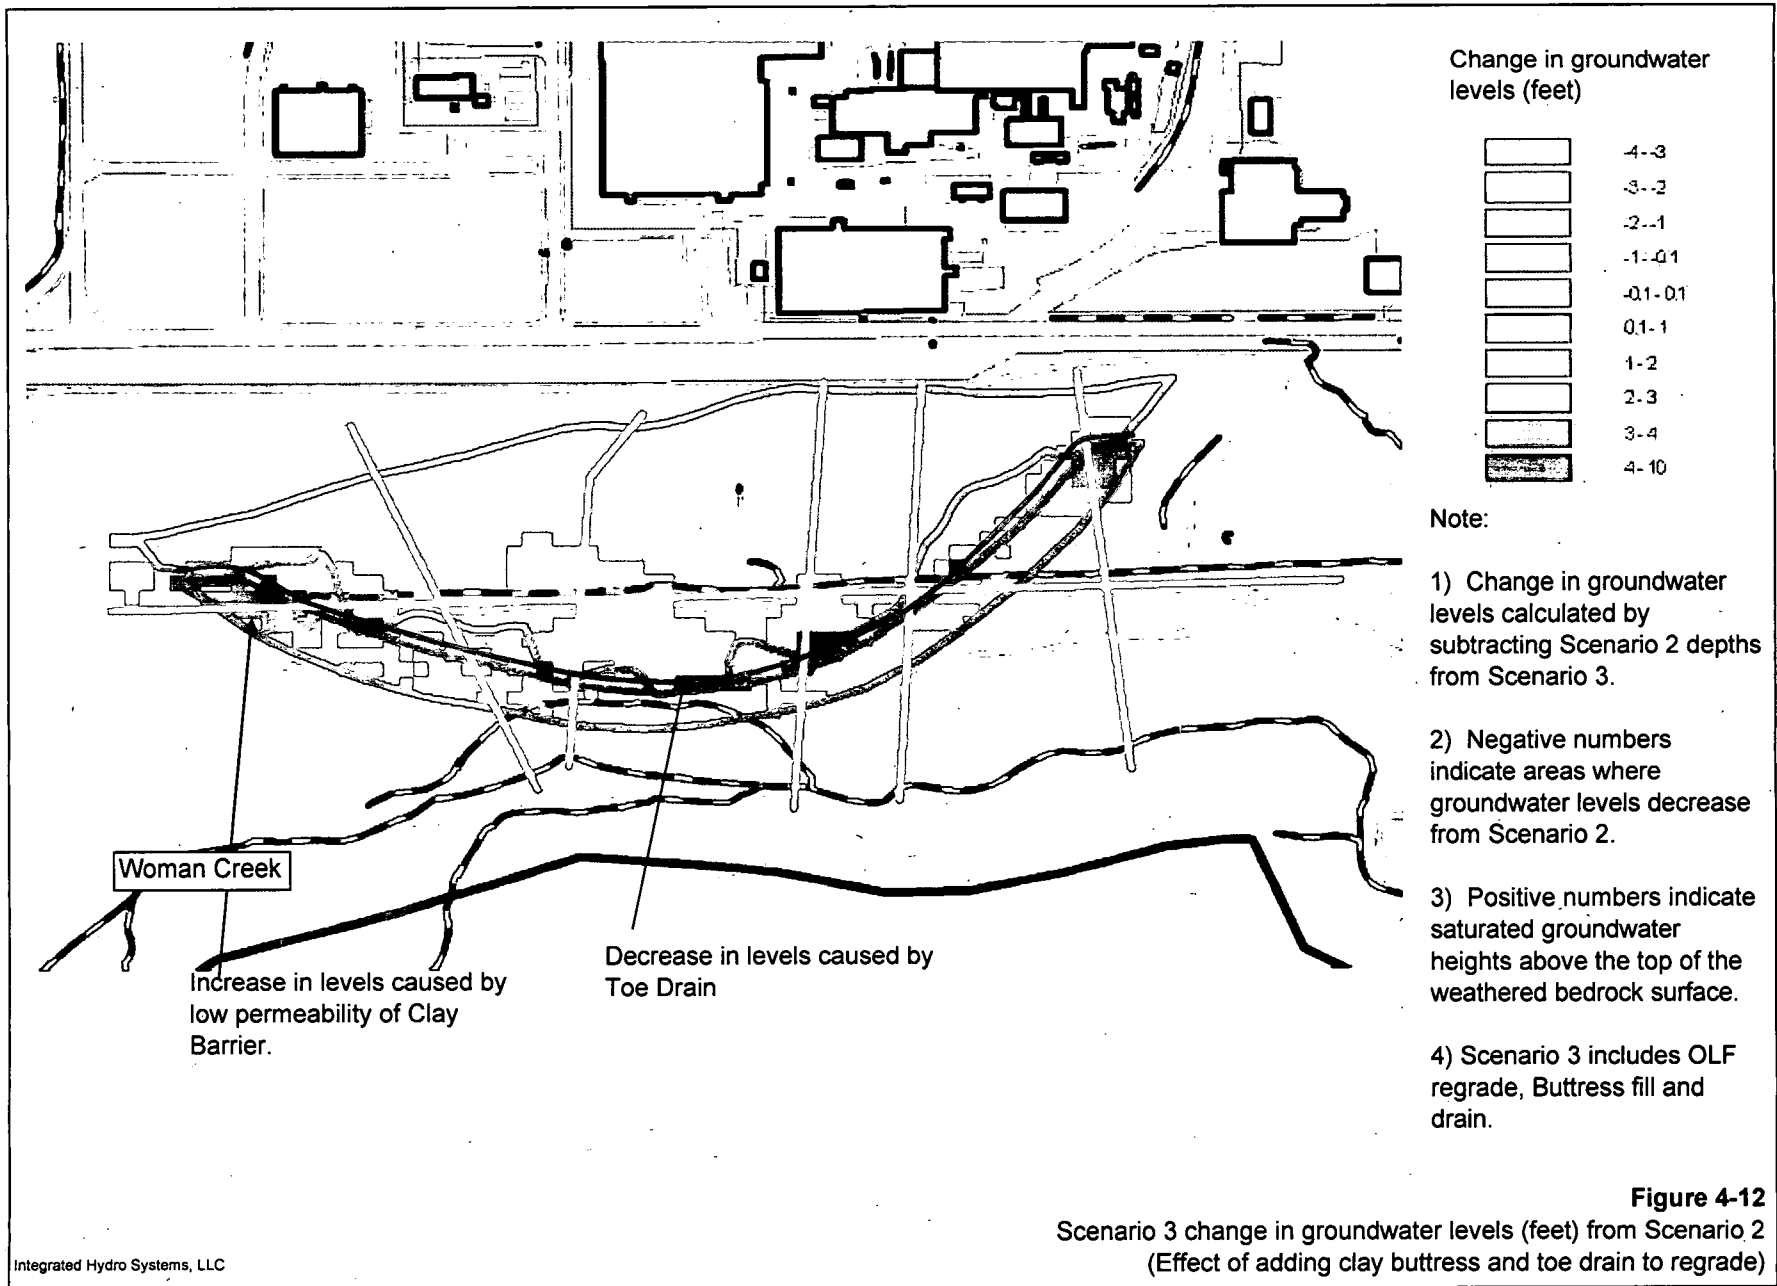 Change in groundwater
levels (feet)
-4--3
-3--2
-2--1
-1--0.1
-0.1-0.1
0.1-1
1-2
2-3
3-4
4-10
Note:
1) Change in groundwater
levels calculated by
subtracting Scenario 2 depths
from Scenario 3.
2) Negative numbers
indicate areas where
groundwater levels decrease
from Scenario 2.
3) Positive numbers indicate
saturated groundwater
heights above the top of the
weathered bedrock surface.
4) Scenario 3 includes OLF
regrade, Buttress fill and
drain.
Woman Creek
Increase in levels caused by
low permeability of Clay
Barrier.
Decrease in levels caused by
Toe Drain
Figure 4-12
Scenario 3 change in groundwater levels (feet) from Scenario 2
(Effect of adding clay buttress and toe drain to regrade)
Integrated Hydro Systems, LLC